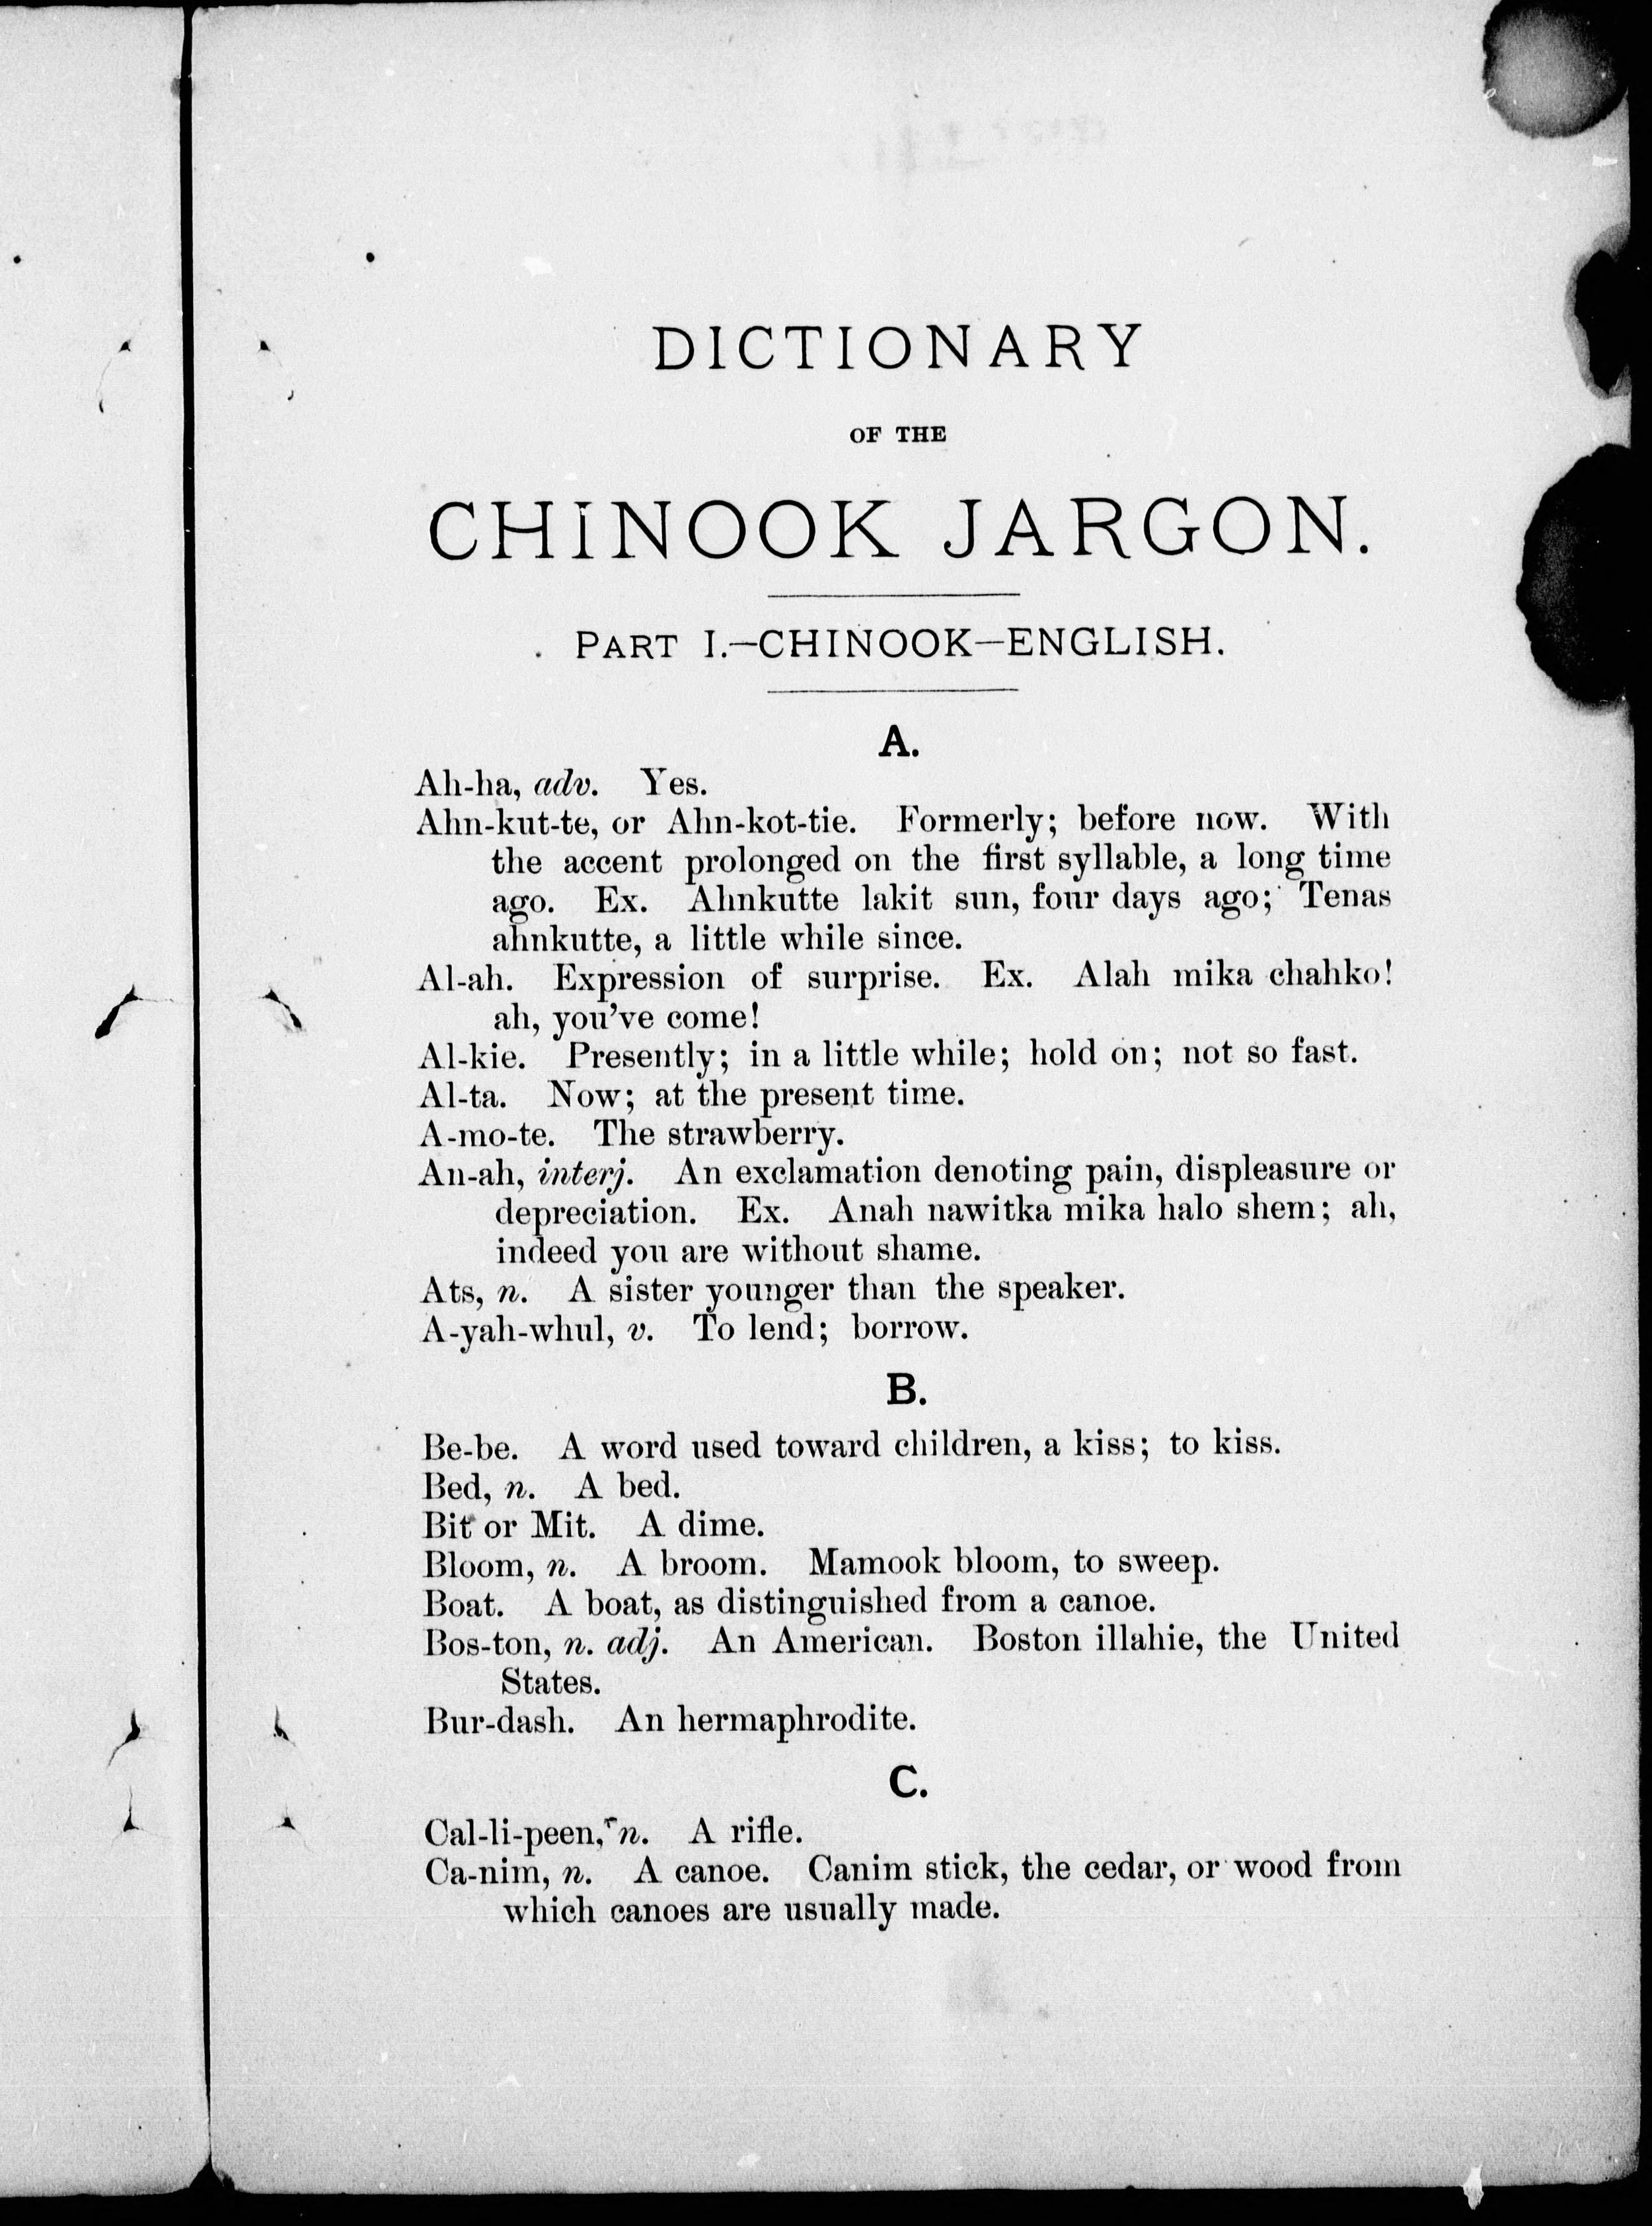 DICTIONARY
OF THE
CHINOOK JARGON.
PART I.—CHINOOK—ENGLISH.
A.
Ah-ha, adv. Yes.
Ahn-kut-te, or Ahn-kot-tie. Formerly; before now. With
the accent prolonged on the first syllable, a long time
ago. Ex. Ahnkutte lakit sun, four days ago; Tenas
ahnkutte, a little while since.
Al-ah. Expression of surprise. Ex. Alah mika chahko!
ah, you've come!
Al-kie. Presently; in a little while; hold on; not so fast.
Al-ta. Now; at the present time.
A-mo-te. The strawberry.
An-ah, interj. An exclamation denoting pain, displeasure or
depreciation. Ex. Anah nawitka mika halo shem; ah,
indeed you are without shame.
Ats, n. A sister younger than the speaker.
A-yah-whul, v. To lend; borrow.
B.
Be-be. A word used toward children, a kiss; to kiss.
Bed, n. A bed.
Bit or Mit. A dime.
Bloom, n. A broom. Mamook bloom, to sweep.
Boat. A boat, as distinguished from a canoe.
Bos-ton, n. adj. An American. Boston illahie, the United
States.
Bur-dash. An hermaphrodite.
C.
Cal-li-peen, n. A rifle.
Ca-nim, n. A canoe. Canim stick, the cedar, or wood from
which canoes are usually made.